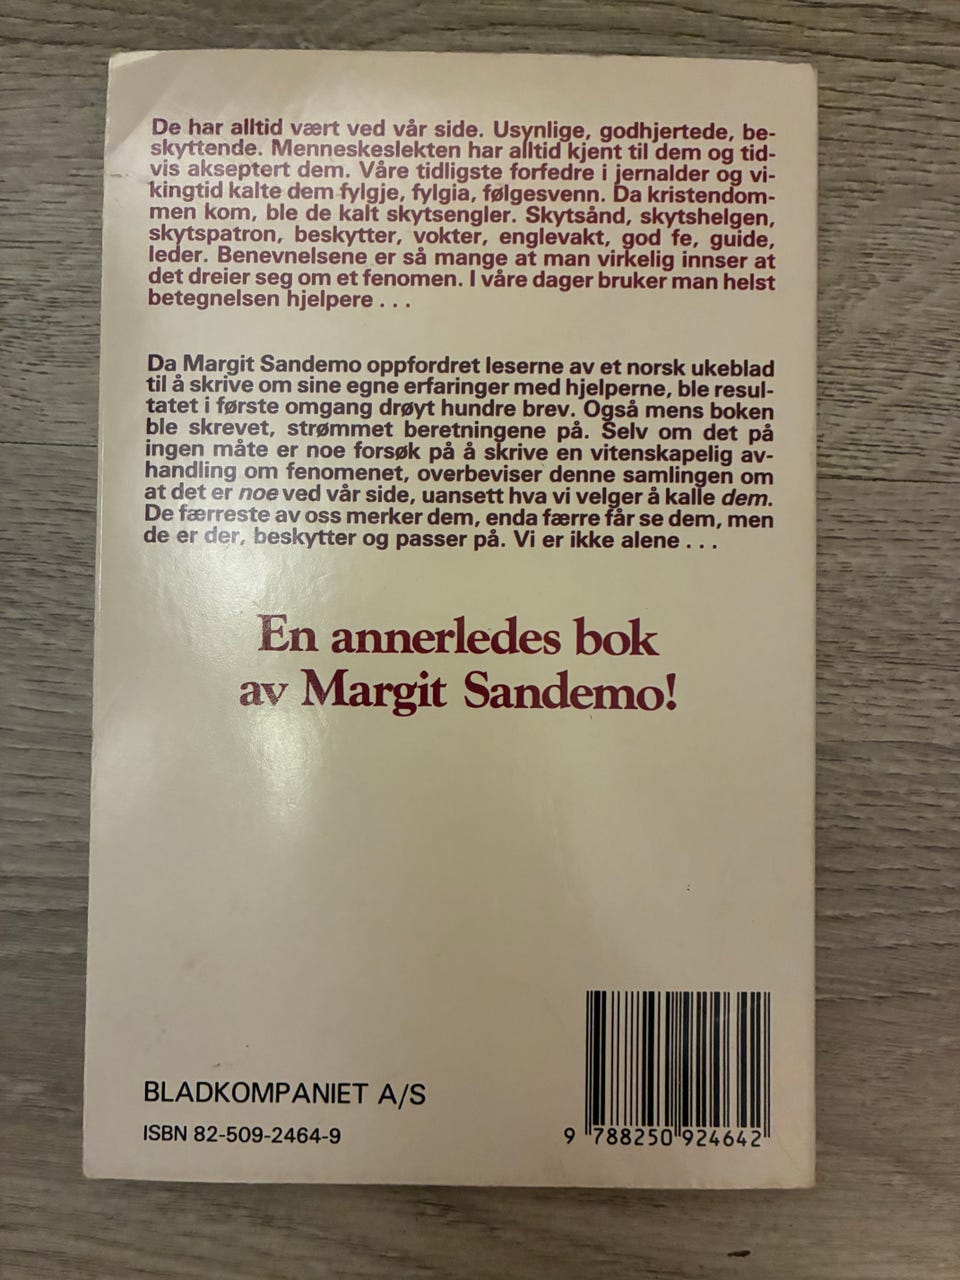 De har alltid vært ved vår side. Usynlige, godhjertede, be-
skyttende. Menneskeslekten har alltid kjent til dem og tid-
vis akseptert dem. Våre tidligste forfedre i jernalder og vi-
kingtid kalte dem fylgje, fylgia, følgesvenn. Da kristendom-
men kom, ble de kalt skytsengler. Skytsånd, skytshelgen,
skytspatron, beskytter, vokter, englevakt, god fe, guide,
leder. Benevnelsene er så mange at man virkelig innser at
det dreier seg om et fenomen. I våre dager bruker man helst
betegnelsen hjelpere . . .
Da Margit Sandemo oppfordret leserne av et norsk ukeblad
til å skrive om sine egne erfaringer med hjelperne, ble resul-
tatet i første omgang drøyt hundre brev. Også mens boken
ble skrevet, strømmet beretningene på. Selv om det på
ingen måte er noe forsøk på å skrive en vitenskapelig av-
handling om fenomenet, overbeviser denne samlingen om
at det er noe ved vår side, uansett hva vi velger å kalle dem.
De færreste av oss merker dem, enda færre får se dem, men
de er der, beskytter og passer på. Vi er ikke alene . . .
En annerledes bok
av Margit Sandemo!
BLADKOMPANIET A/S
ISBN 82-509-2464-9
9 788250 924642